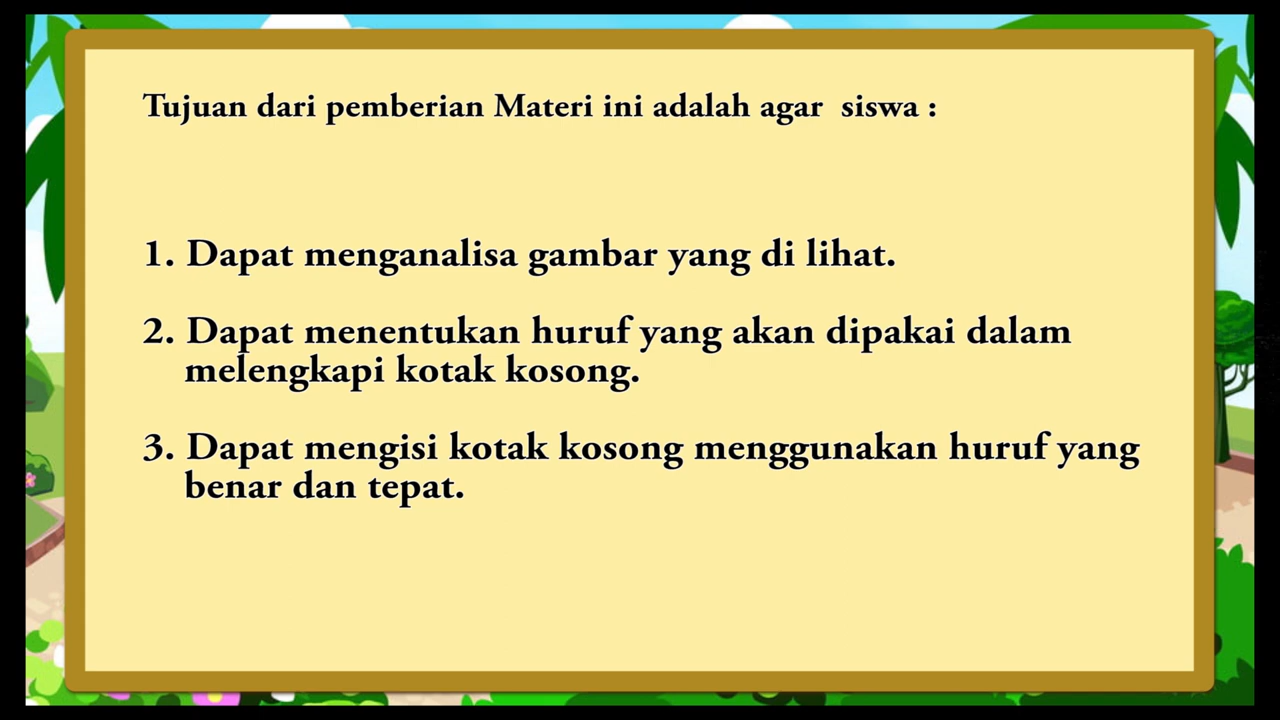 Tujuan dari pemberian Materi ini adalah agar  siswa :
1. Dapat menganalisa gambar yang di lihat.
2. Dapat menentukan huruf yang akan dipakai dalam
melengkapi kotak kosong.
3. Dapat mengisi kotak kosong menggunakan huruf yang
benar dan tepat.